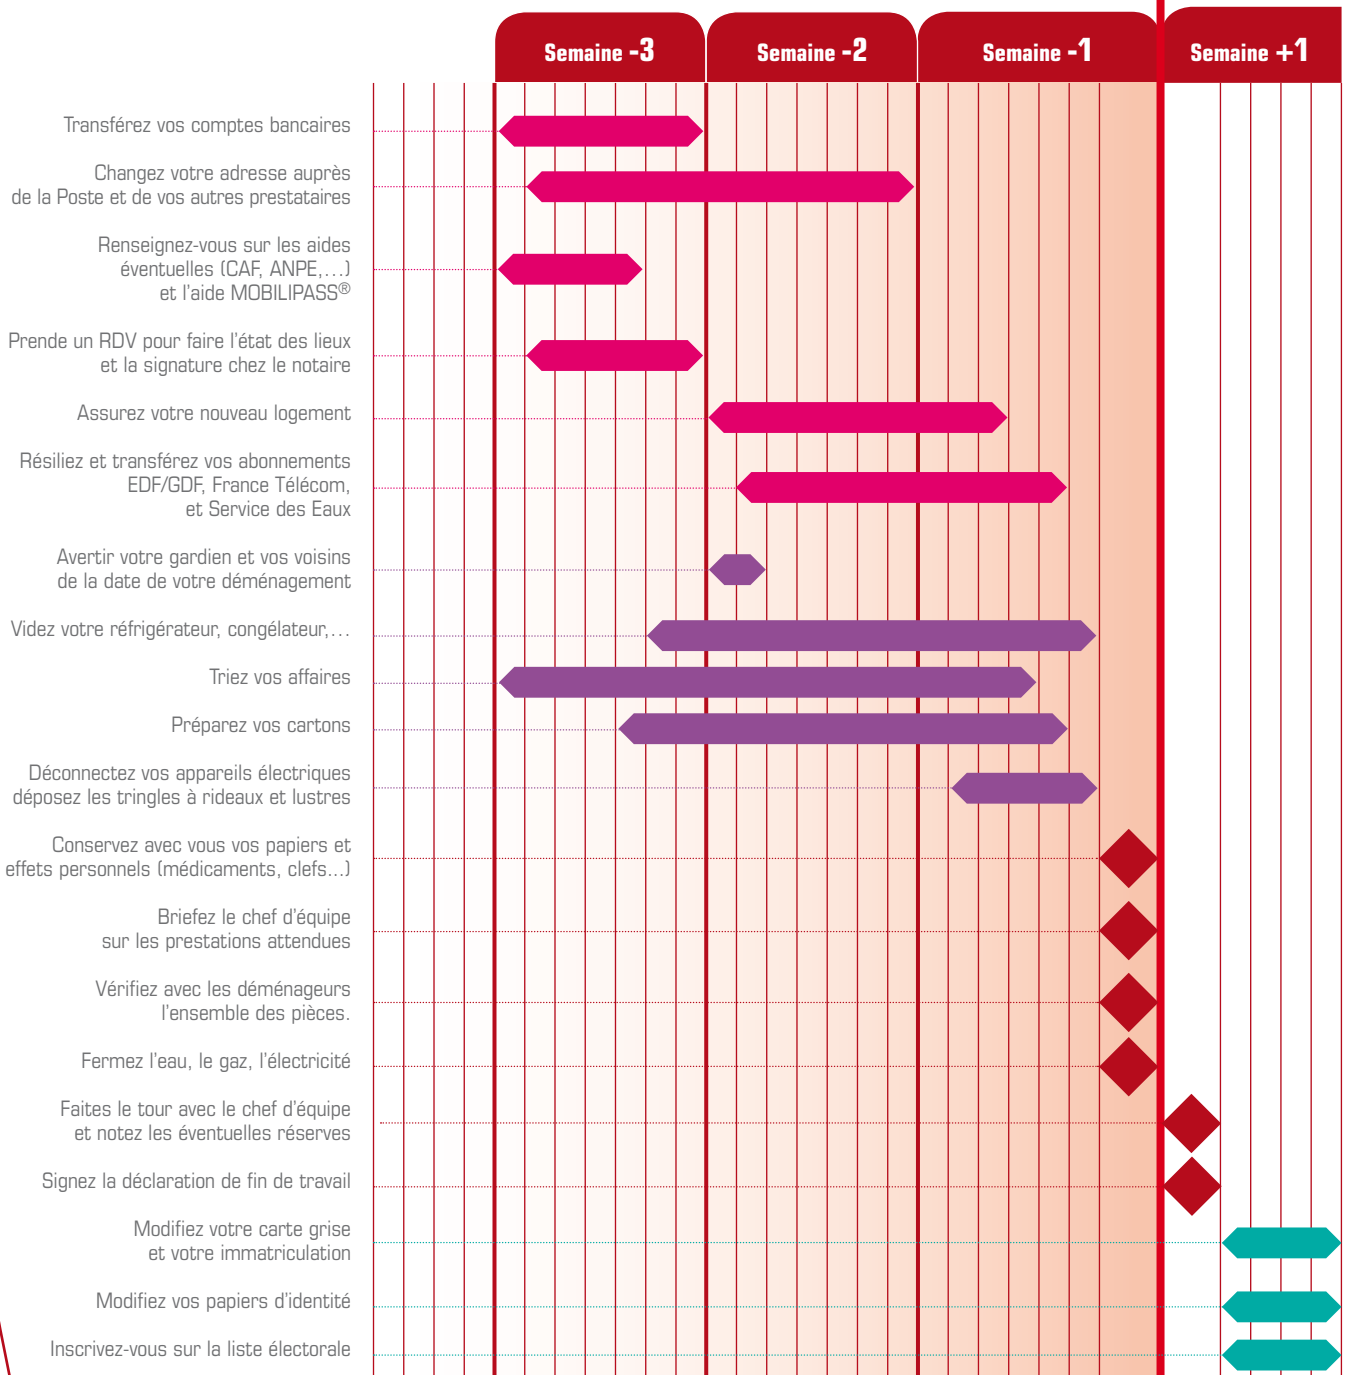 Semaine -3
Semaine -2
Semaine -1
Semaine +1
Transférez vos comptes bancaires
Changez votre adresse auprès
de la Poste et de vos autres prestataires
Renseignez-vous sur les aides
éventuelles (CAF, ANPE,...)
et l'aide MOBILIPASS®
Prende un RDV pour faire l'état des lieux
et la signature chez le notaire
Assurez votre nouveau logement
Résiliez et transférez vos abonnements
EDF/GDF, France Télécom,
et Service des Eaux
Avertir votre gardien et vos voisins
de la date de votre déménagement
Videz votre réfrigérateur, congélateur,...
Triez vos affaires
Préparez vos cartons
Déconnectez vos appareils électriques
déposez les tringles à rideaux et lustres
Conservez avec vous vos papiers et
effets personnels (médicaments, clefs...)
Briefez le chef d'équipe
sur les prestations attendues
Vérifiez avec les déménageurs
l'ensemble des pièces.
Fermez l'eau, le gaz, l'électricité
Faites le tour avec le chef d'équipe
et notez les éventuelles réserves
Signez la déclaration de fin de travail
Modifiez votre carte grise
et votre immatriculation
Modifiez vos papiers d'identité
Inscrivez-vous sur la liste électorale